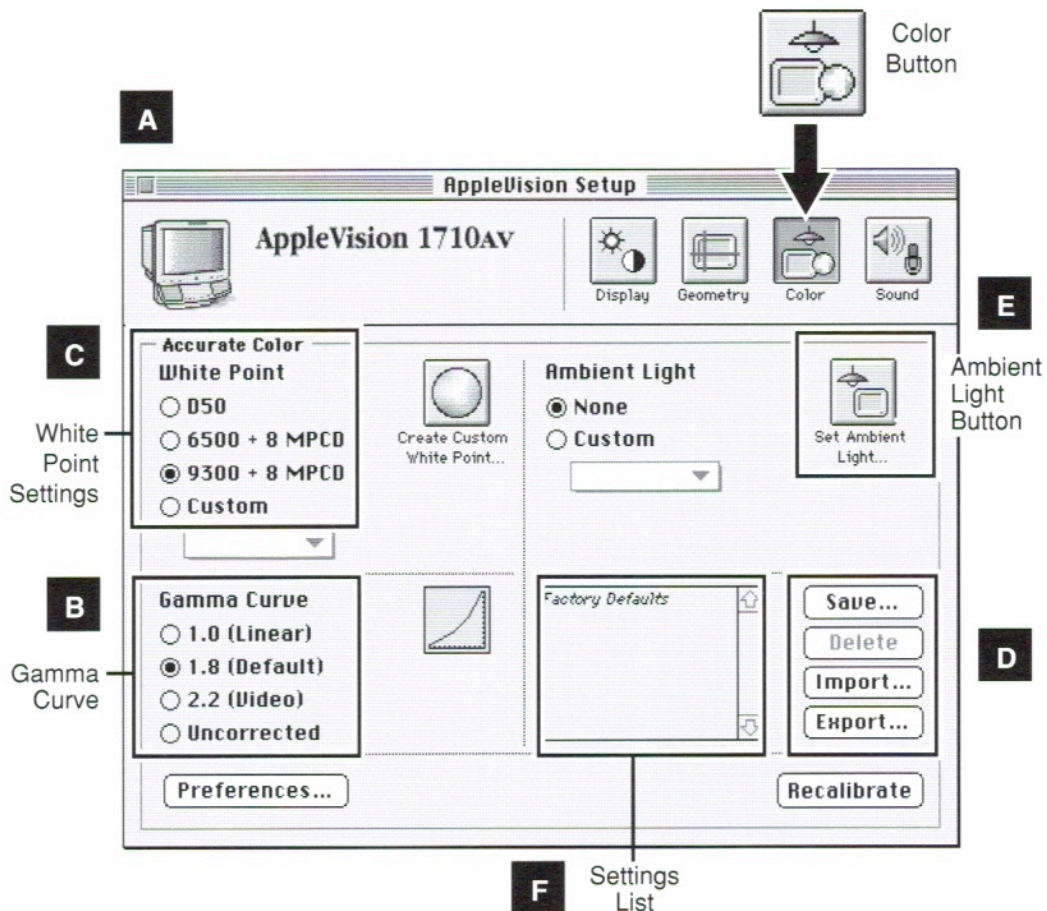 Color
Button
A
AppleVision Setup
AppleVision 1710AV
Display
Geometry
Color
Sound
E
Ambient
Light
Button
C
White
Point
Settings
Accurate Color
White Point
D50
6500 + 8 MPCD
9300 + 8 MPCD
Custom
Create Custom
White Point...
Ambient Light
None
Custom
Set Ambient
Light...
B
Gamma
Curve
Gamma Curve
1.0 (Linear)
1.8 (Default)
2.2 (Video)
Uncorrected
Factory Defaults
Save...
Delete
Import...
Export...
D
Preferences...
Recalibrate
F
Settings
List